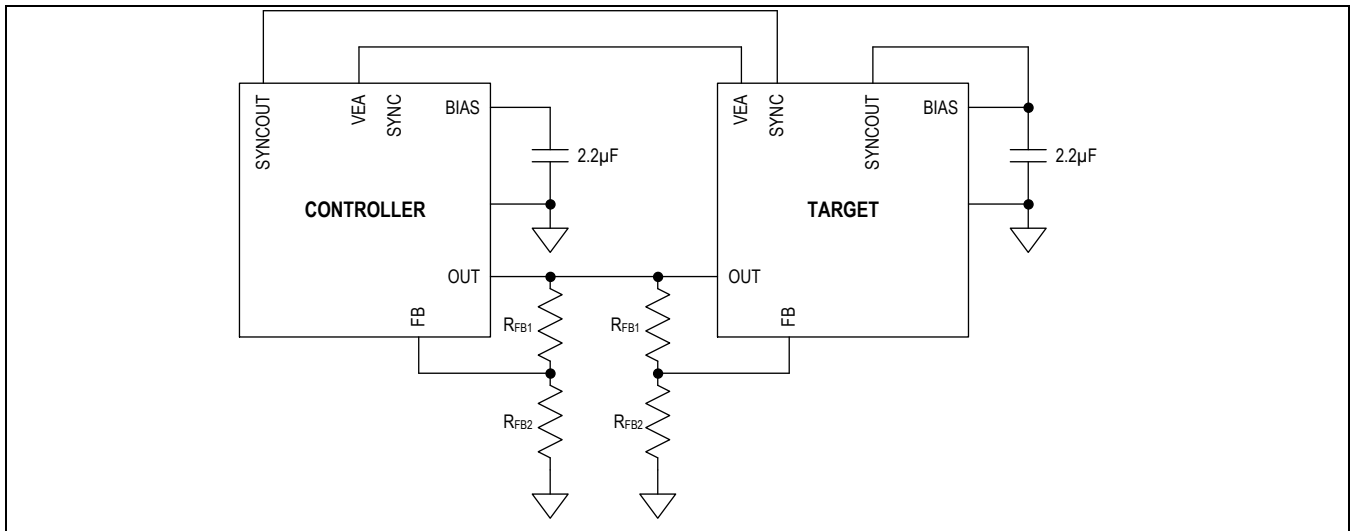 SYNCOUT
VEA
SYNC
BIAS
2.2µF
CONTROLLER
OUT
FB
RFB1
RFB2
VEA
SYNC
SYNCOUT
BIAS
2.2µF
TARGET
OUT
FB
RFB1
RFB2